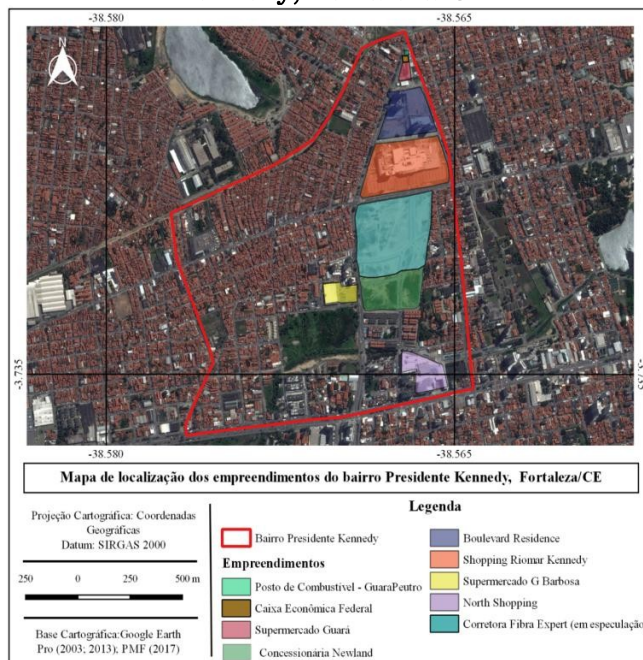 -38.580
-38.565
N
-3.735
-3.735
-38.580
-38.565
Mapa de localização dos empreendimentos do bairro Presidente Kennedy, Fortaleza/CE
Projeção Cartográfica: Coordenadas
Geográficas
Datum: SIRGAS 2000
250 0 250 500 m
Base Cartográfica:Google Earth
Pro (2003; 2013); PMF (2017)
Legenda
Bairro Presidente Kennedy
Empreendimentos
Posto de Combustível - GuaraPeutro
Caixa Econômica Federal
Supermercado Guará
Concessionária Newland
Boulevard Residence
Shopping Riomar Kennedy
Supermercado G Barbosa
North Shopping
Corretora Fibra Expert (em especulação